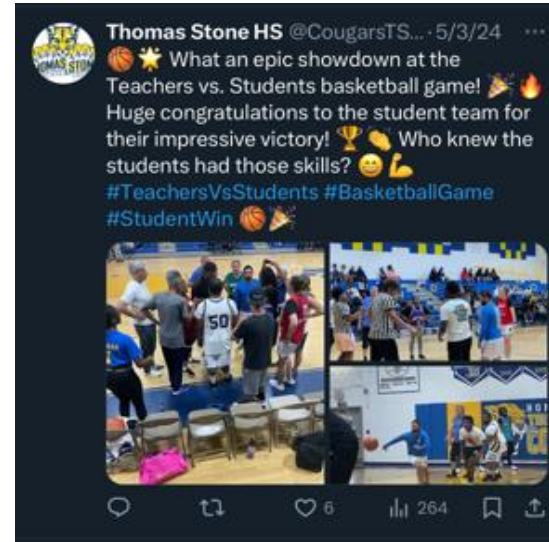 Thomas Stone HS @CougarsTS... · 5/3/24 ...
🏀🌟 What an epic showdown at the
Teachers vs. Students basketball game! 🎉🔥
Huge congratulations to the student team for
their impressive victory! 🏆👏 Who knew the
students had those skills? 😄💪
#TeachersVsStudents #BasketballGame
#StudentWin 🏀🎉
50
6
264